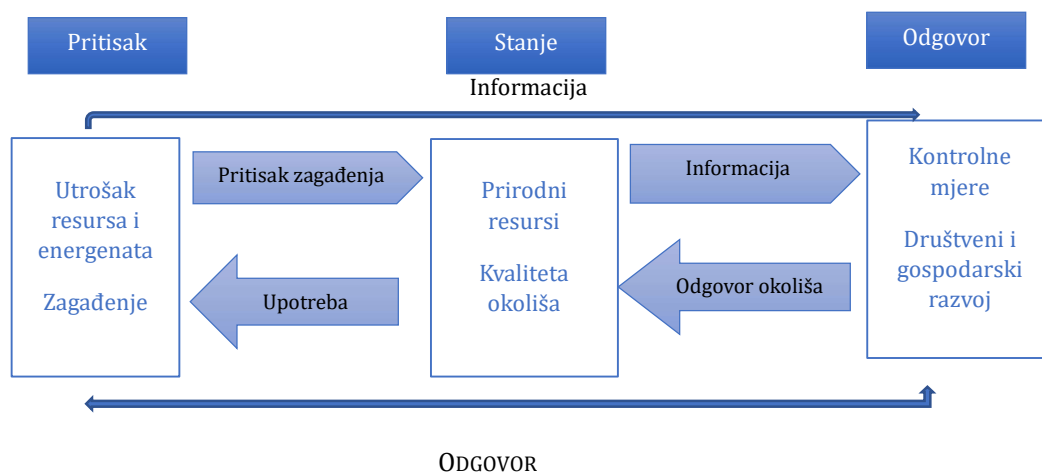 Pritisak
Stanje
Odgovor
Informacija
Utrošak
resursa i
energenata
Zagađenje
Pritisak zagađenja
Upotreba
Prirodni
resursi
Kvaliteta
okoliša
Informacija
Odgovor okoliša
Kontrolne
mjere
Društveni i
gospodarski
razvoj
ODGOVOR